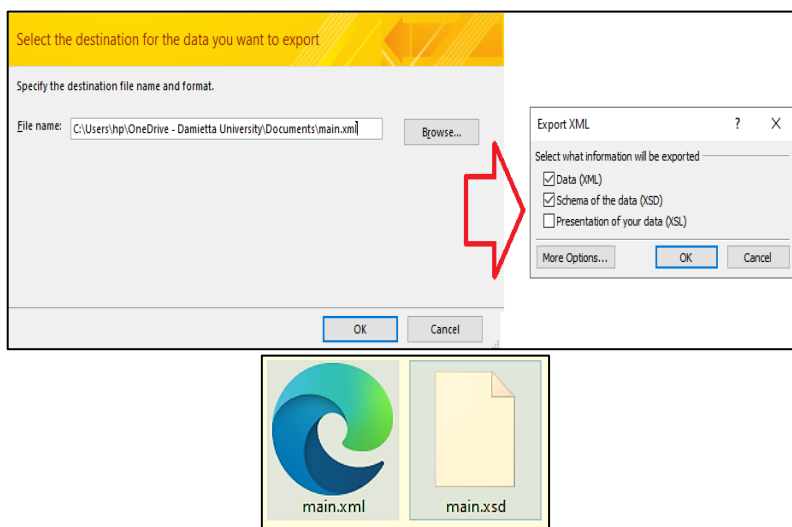 Select the destination for the data you want to export
Specify the destination file name and format.
File name: C:\Users\hp\OneDrive - Damietta University\Documents\main.xml
Browse...
OK
Cancel
Export XML
?
X
Select what information will be exported
Data (XML)
Schema of the data (XSD)
Presentation of your data (XSL)
More Options...
OK
Cancel
main.xml
main.xsd